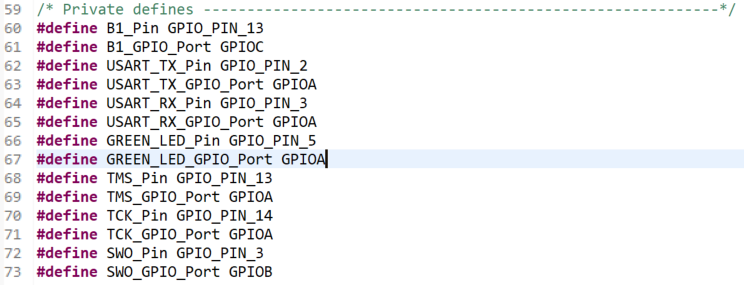 59 /* Private defines -----------------------------------------------------------*/
60 #define B1_Pin GPIO_PIN_13
61 #define B1_GPIO_Port GPIOC
62 #define USART_TX_Pin GPIO_PIN_2
63 #define USART_TX_GPIO_Port GPIOA
64 #define USART_RX_Pin GPIO_PIN_3
65 #define USART_RX_GPIO_Port GPIOA
66 #define GREEN_LED_Pin GPIO_PIN_5
67 #define GREEN_LED_GPIO_Port GPIOA
68 #define TMS_Pin GPIO_PIN_13
69 #define TMS_GPIO_Port GPIOA
70 #define TCK_Pin GPIO_PIN_14
71 #define TCK_GPIO_Port GPIOA
72 #define SWO_Pin GPIO_PIN_3
73 #define SWO_GPIO_Port GPIOB